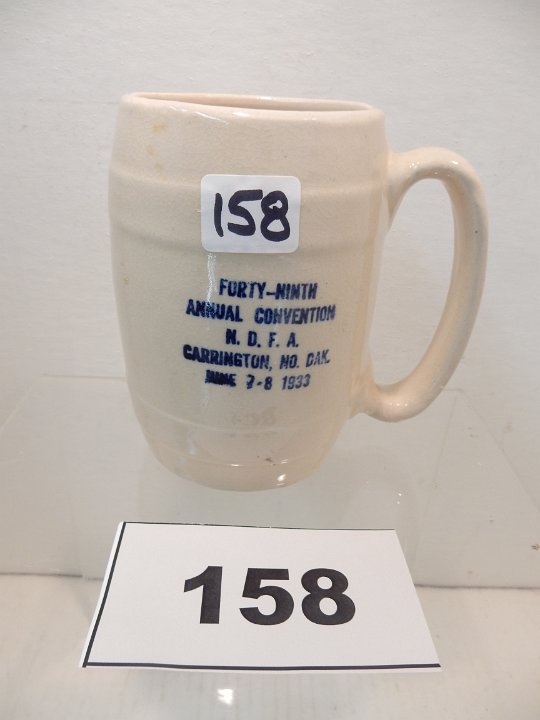 158
FORTY-NINTH
ANNUAL CONVENTION
N. D. F. A.
CARRINGTON, NO. DAK.
JUNE 7-8 1933
158